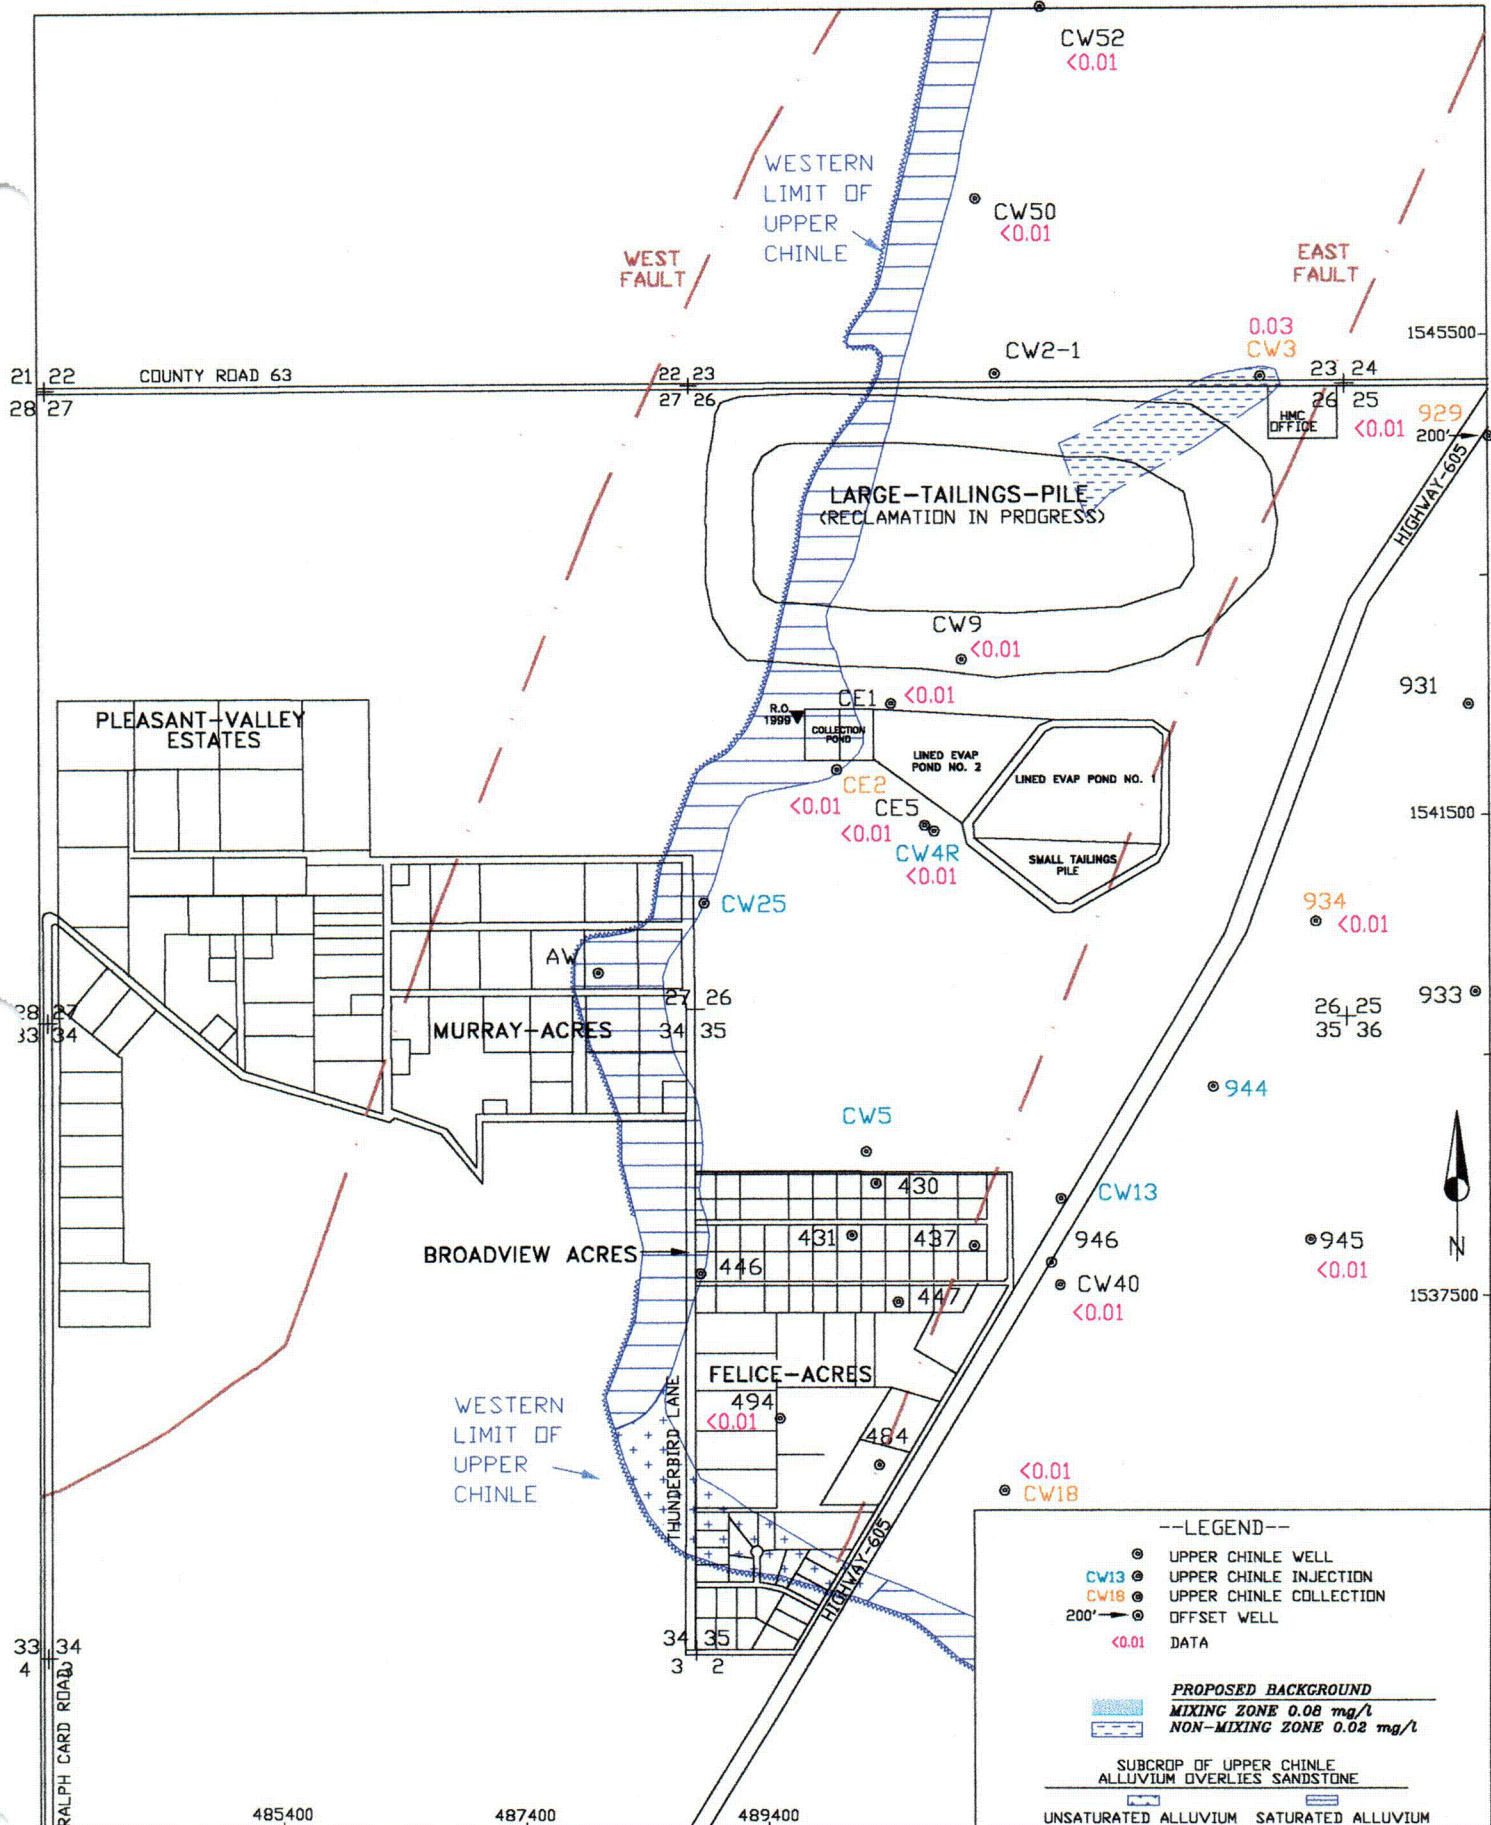 CW52
<0.01
WESTERN
LIMIT OF
UPPER
CHINLE
CW50
<0.01
WEST
FAULT
EAST
FAULT
0.03
CW3
1545500
CW2-1
21 22
28 27
COUNTY ROAD 63
22 23
27 26
23 24
26 25
HMC
OFFICE
<0.01
929
200'
HIGHWAY-605
LARGE-TAILINGS-PILE
(RECLAMATION IN PROGRESS)
CW9
<0.01
CE1
<0.01
931
R.O.
1999
COLLECTION
POND
PLEASANT-VALLEY
ESTATES
LINED EVAP
POND NO. 2
LINED EVAP POND NO. 1
CE2
<0.01
CE5
<0.01
1541500
CW4R
<0.01
SMALL TAILINGS
PILE
CW25
934
<0.01
AW
933
28 27
33 34
27 26
34 35
26 25
35 36
MURRAY-ACRES
944
CW5
430
CW13
431
437
946
945
<0.01
BROADVIEW ACRES
446
CW40
<0.01
447
1537500
N
FELICE-ACRES
494
<0.01
THUNDERBIRD LANE
WESTERN
LIMIT OF
UPPER
CHINLE
484
<0.01
CW18
HIGHWAY-605
33 34
4 3
34 35
3 2
RALPH CARD ROAD
485400
487400
489400
--LEGEND--
UPPER CHINLE WELL
CW13 UPPER CHINLE INJECTION
CW18 UPPER CHINLE COLLECTION
200' OFFSET WELL
<0.01 DATA
PROPOSED BACKGROUND
MIXING ZONE 0.08 mg/l
NON-MIXING ZONE 0.02 mg/l
SUBCROP OF UPPER CHINLE
ALLUVIUM OVERLIES SANDSTONE
UNSATURATED ALLUVIUM SATURATED ALLUVIUM